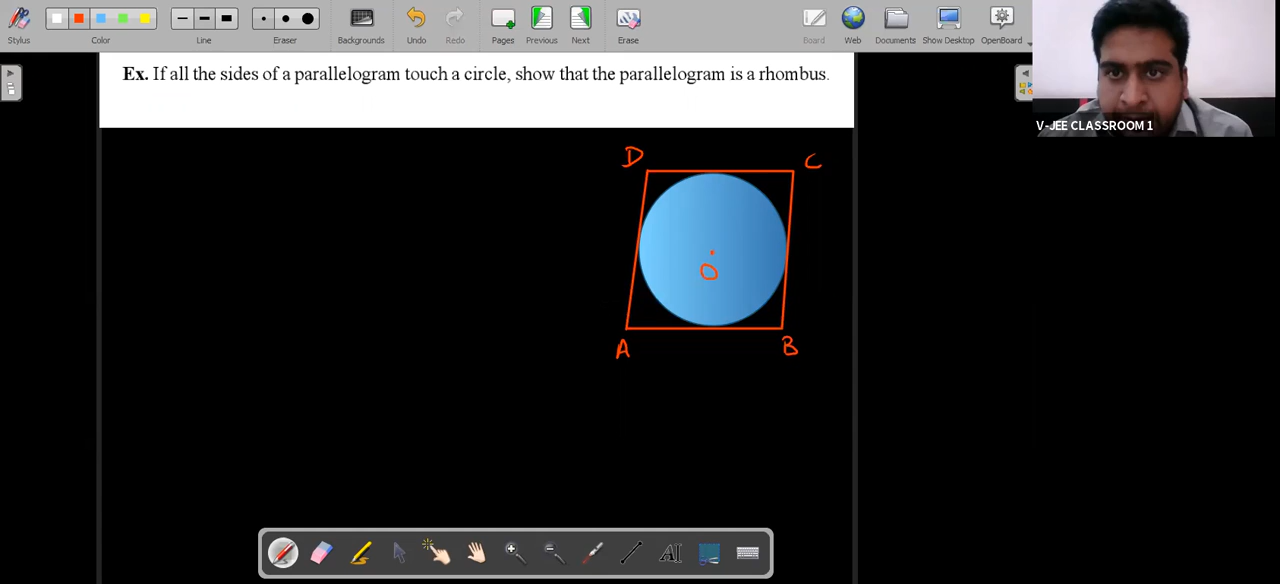 Stylus Color Line Eraser Backgrounds Undo Redo Pages Previous Next Erase Board Web Documents Show Desktop OpenBoard
Ex. If all the sides of a parallelogram touch a circle, show that the parallelogram is a rhombus.
V-JEE CLASSROOM 1
D C
O
A B
AI